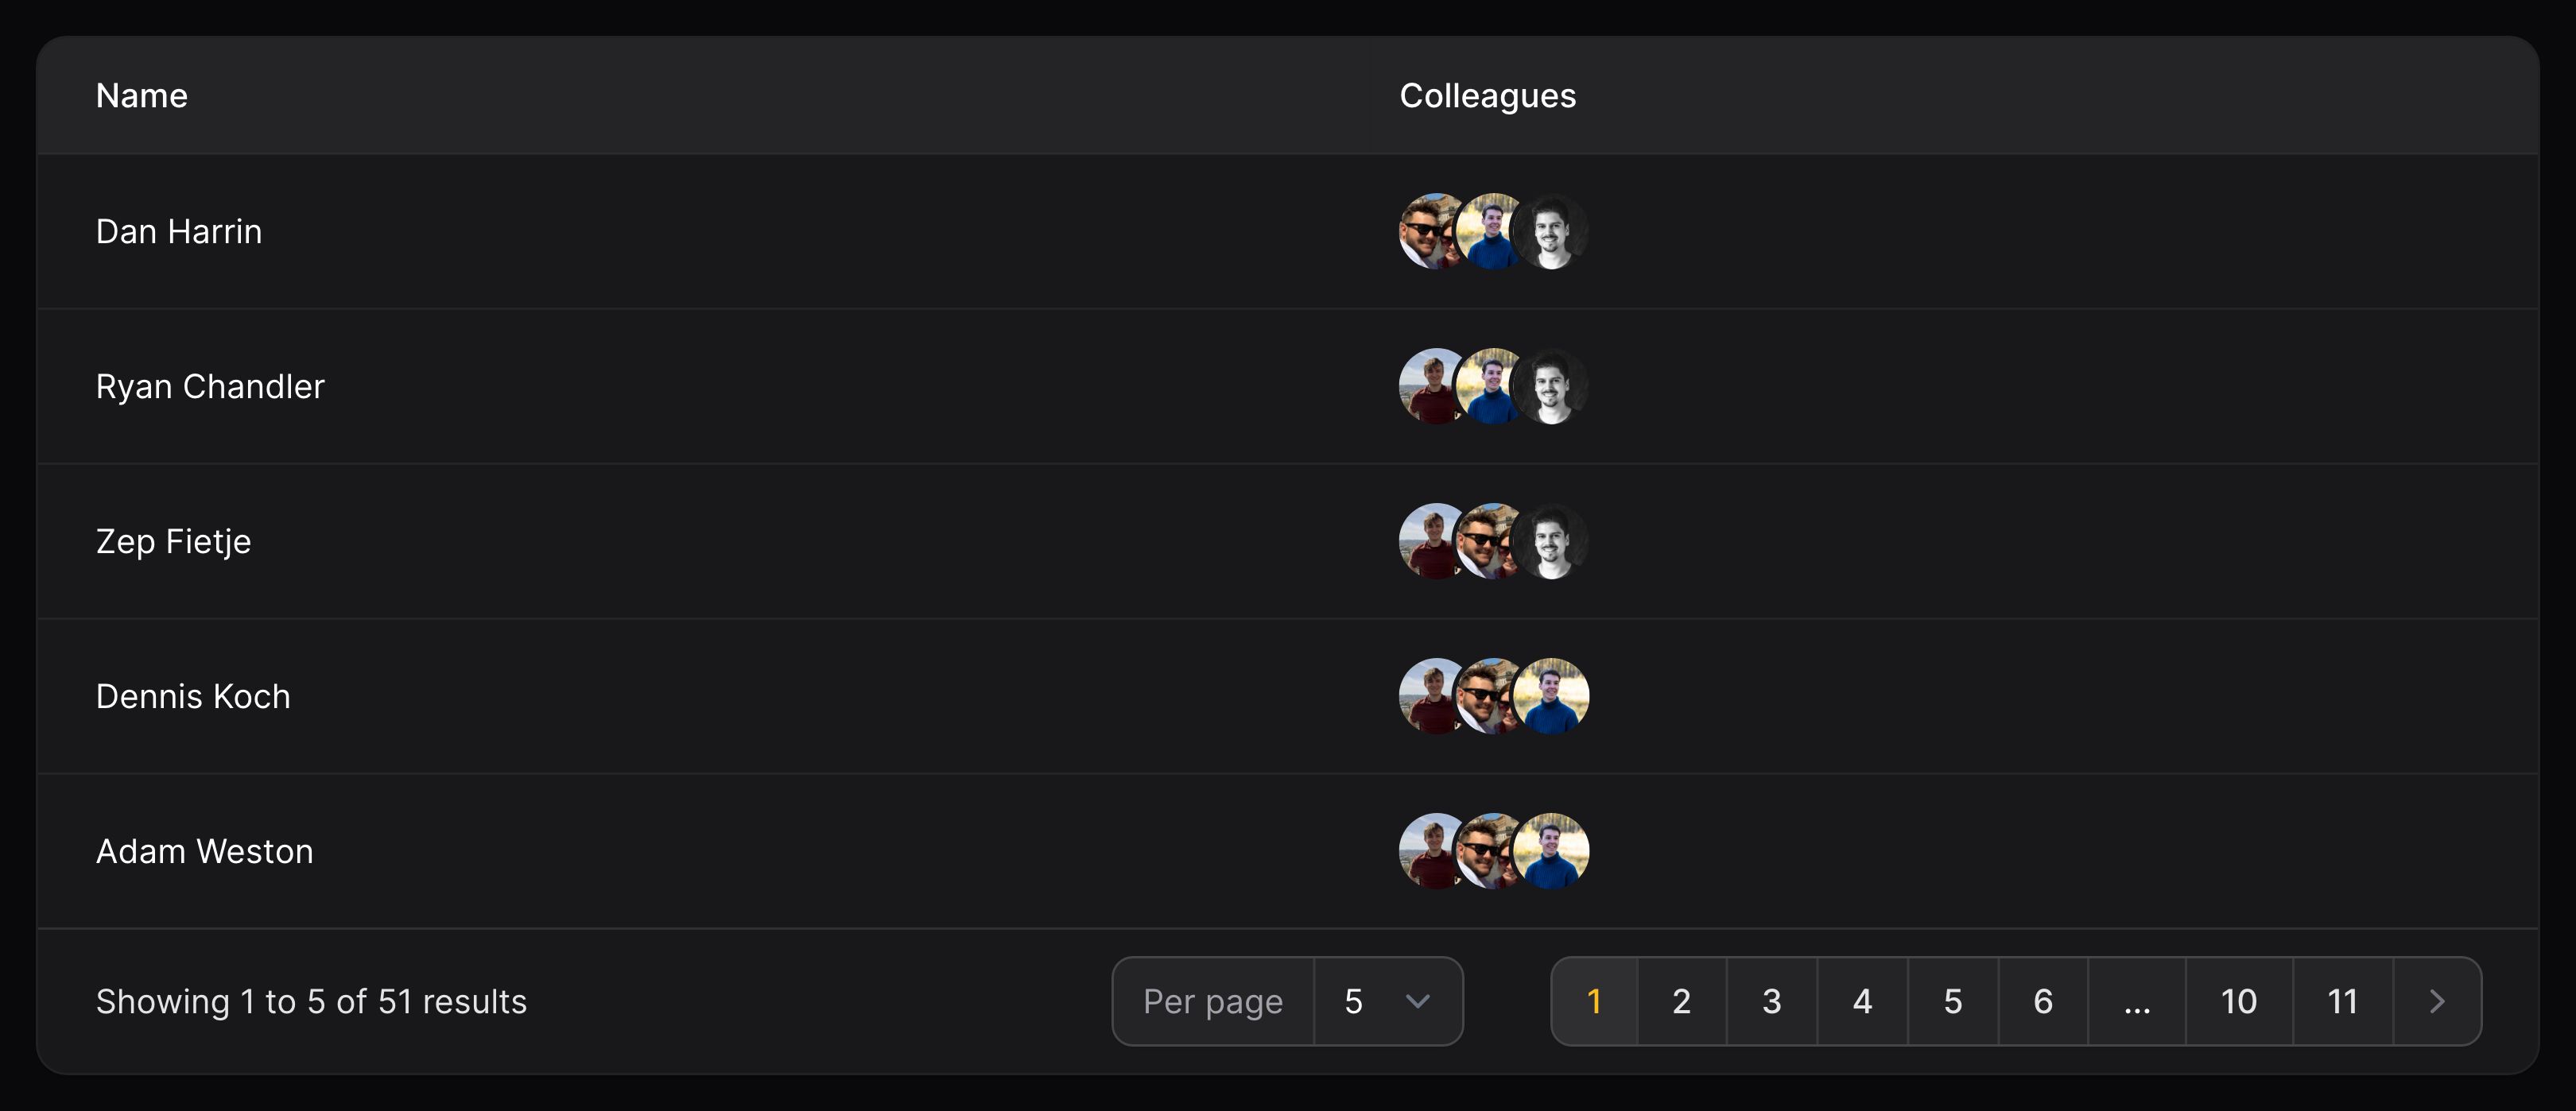 Name Colleagues
Dan Harrin
Ryan Chandler
Zep Fietje
Dennis Koch
Adam Weston
Showing 1 to 5 of 51 results Per page 5 1 2 3 4 5 6 ... 10 11